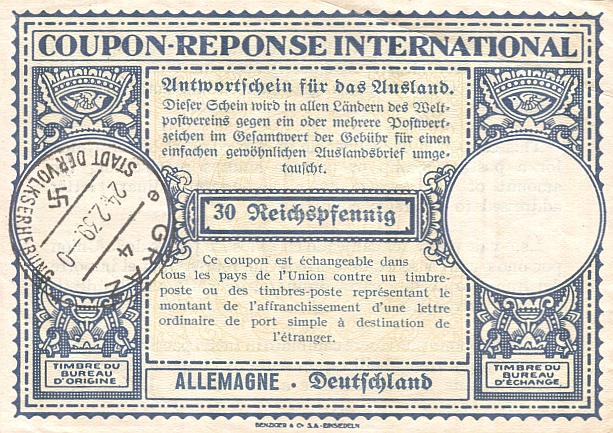 COUPON-REPONSE INTERNATIONAL
Antwortschein für das Ausland.
Dieser Schein wird in allen Ländern des Welt-
postvereins gegen ein oder mehrere Postwert-
zeichen im Gesamtwert der Gebühr für einen
einfachen gewöhnlichen Auslandsbrief umge-
tauscht.
30 Reichspfennig
Ce coupon est échangeable dans
tous les pays de l'Union contre un timbre-
poste ou des timbres-poste représentant le
montant de l'affranchissement d'une lettre
ordinaire de port simple à destination de
l'étranger.
GRAZ 4
24.2.39.-0
e
STADT DER VOLKSERHEBUNG
TIMBRE DU
BUREAU
D'ORIGINE
ALLEMAGNE . Deutschland
TIMBRE DU
BUREAU
D'ÉCHANGE
BENZIGER & Co S.A. EINSIEDELN